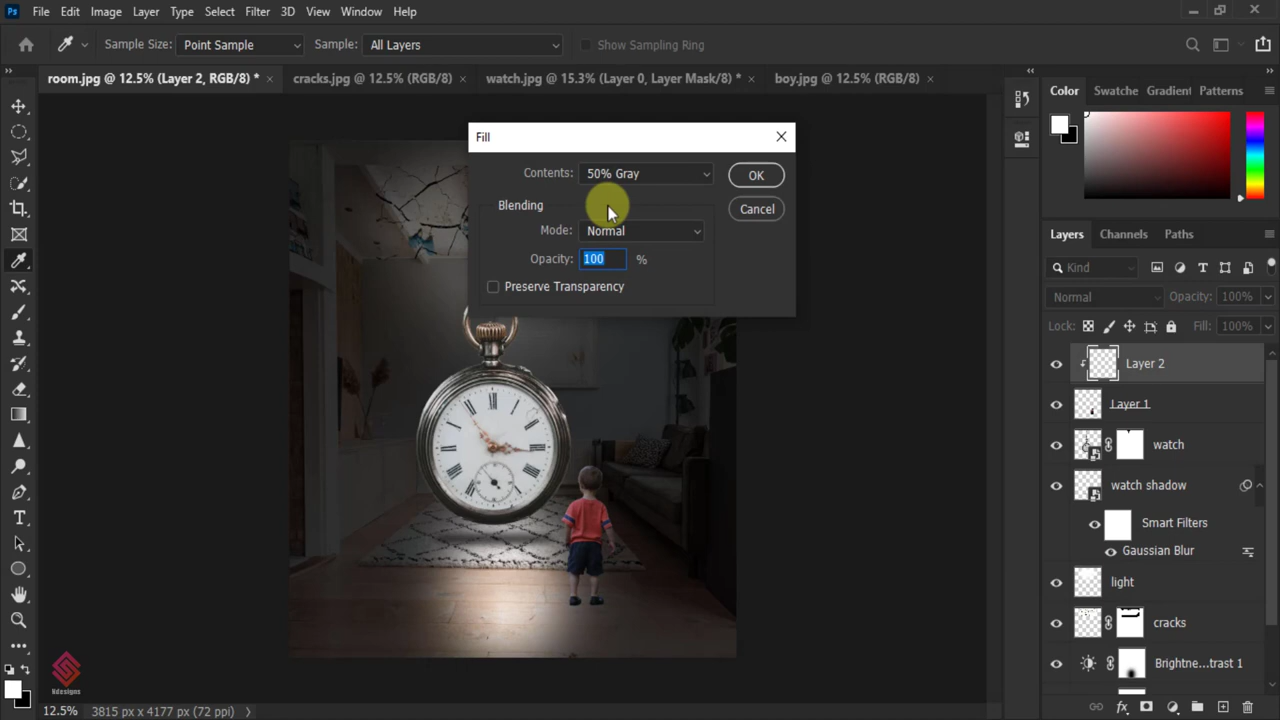 Ps File Edit Image Layer Type Select Filter 3D View Window Help
Sample Size: Point Sample Sample: All Layers Show Sampling Ring
room.jpg @ 12.5% (Layer 2, RGB/8) * cracks.jpg @ 12.5% (RGB/8) watch.jpg @ 15.3% (Layer 0, Layer Mask/8) * boy.jpg @ 12.5% (RGB/8)
Color Swatche Gradient Patterns
Fill
Contents: 50% Gray OK
Blending Cancel
Mode: Normal
Opacity: 100 %
Preserve Transparency
Layers Channels Paths
Kind
Normal Opacity: 100%
Lock: Fill: 100%
Layer 2
Layer 1
watch
watch shadow
Smart Filters
Gaussian Blur
light
cracks
Brightne...trast 1
Hdesigns
12.5% 3815 px x 4177 px (72 ppi)